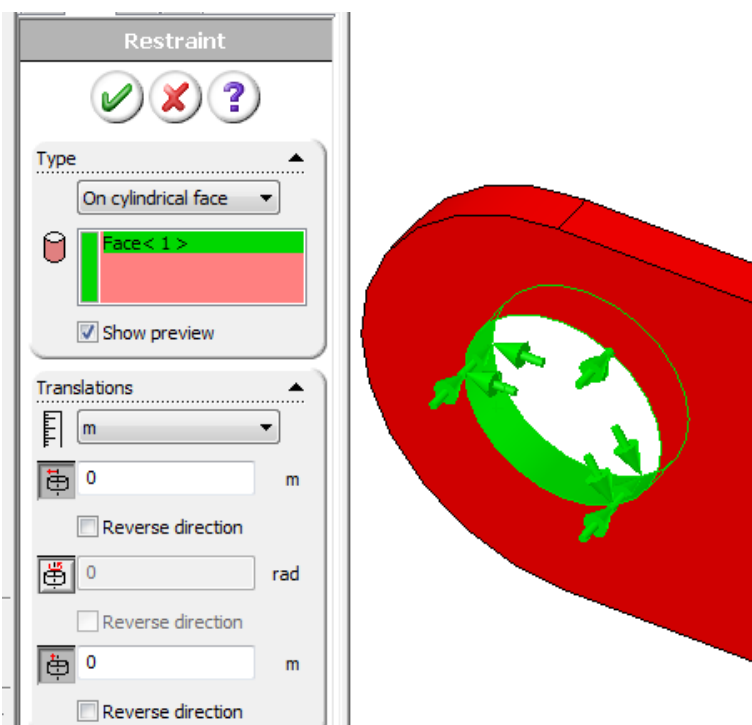 Restraint
?
Type
On cylindrical face
Face< 1 >
Show preview
Translations
m
0 m
Reverse direction
0 rad
Reverse direction
0 m
Reverse direction